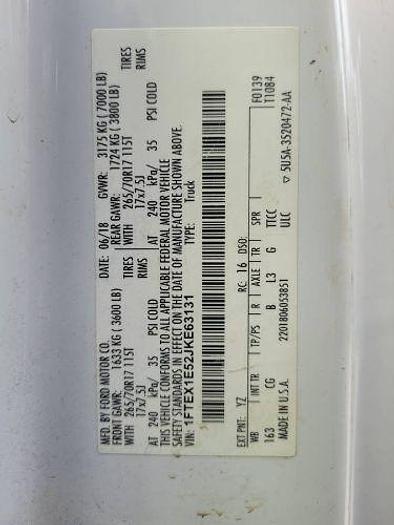 MFD. BY FORD MOTOR CO.
DATE: 06/18 GVWR: 3175 KG ( 7000 LB)
FRONT GAWR: 1633 KG ( 3600 LB) REAR GAWR: 1724 KG ( 3800 LB)
WITH 265/70R17 115T TIRES WITH 265/70R17 115T TIRES
17x7.5J RIMS 17x7.5J RIMS
AT 240 kPa/ 35 PSI COLD AT 240 kPa/ 35 PSI COLD
THIS VEHICLE CONFORMS TO ALL APPLICABLE FEDERAL MOTOR VEHICLE
SAFETY STANDARDS IN EFFECT ON THE DATE OF MANUFACTURE SHOWN ABOVE.
VIN: 1FTEX1E52JKE63131 TYPE: Truck
F0139
T1084
EXT PNT: YZ RC: 16 DSO:
WB INT TR TP/PS R AXLE TR SPR
163 CG B L3 G TTCC
ULC
MADE IN U.S.A. 2201806053851 ▽ 5U5A-3520472-AA